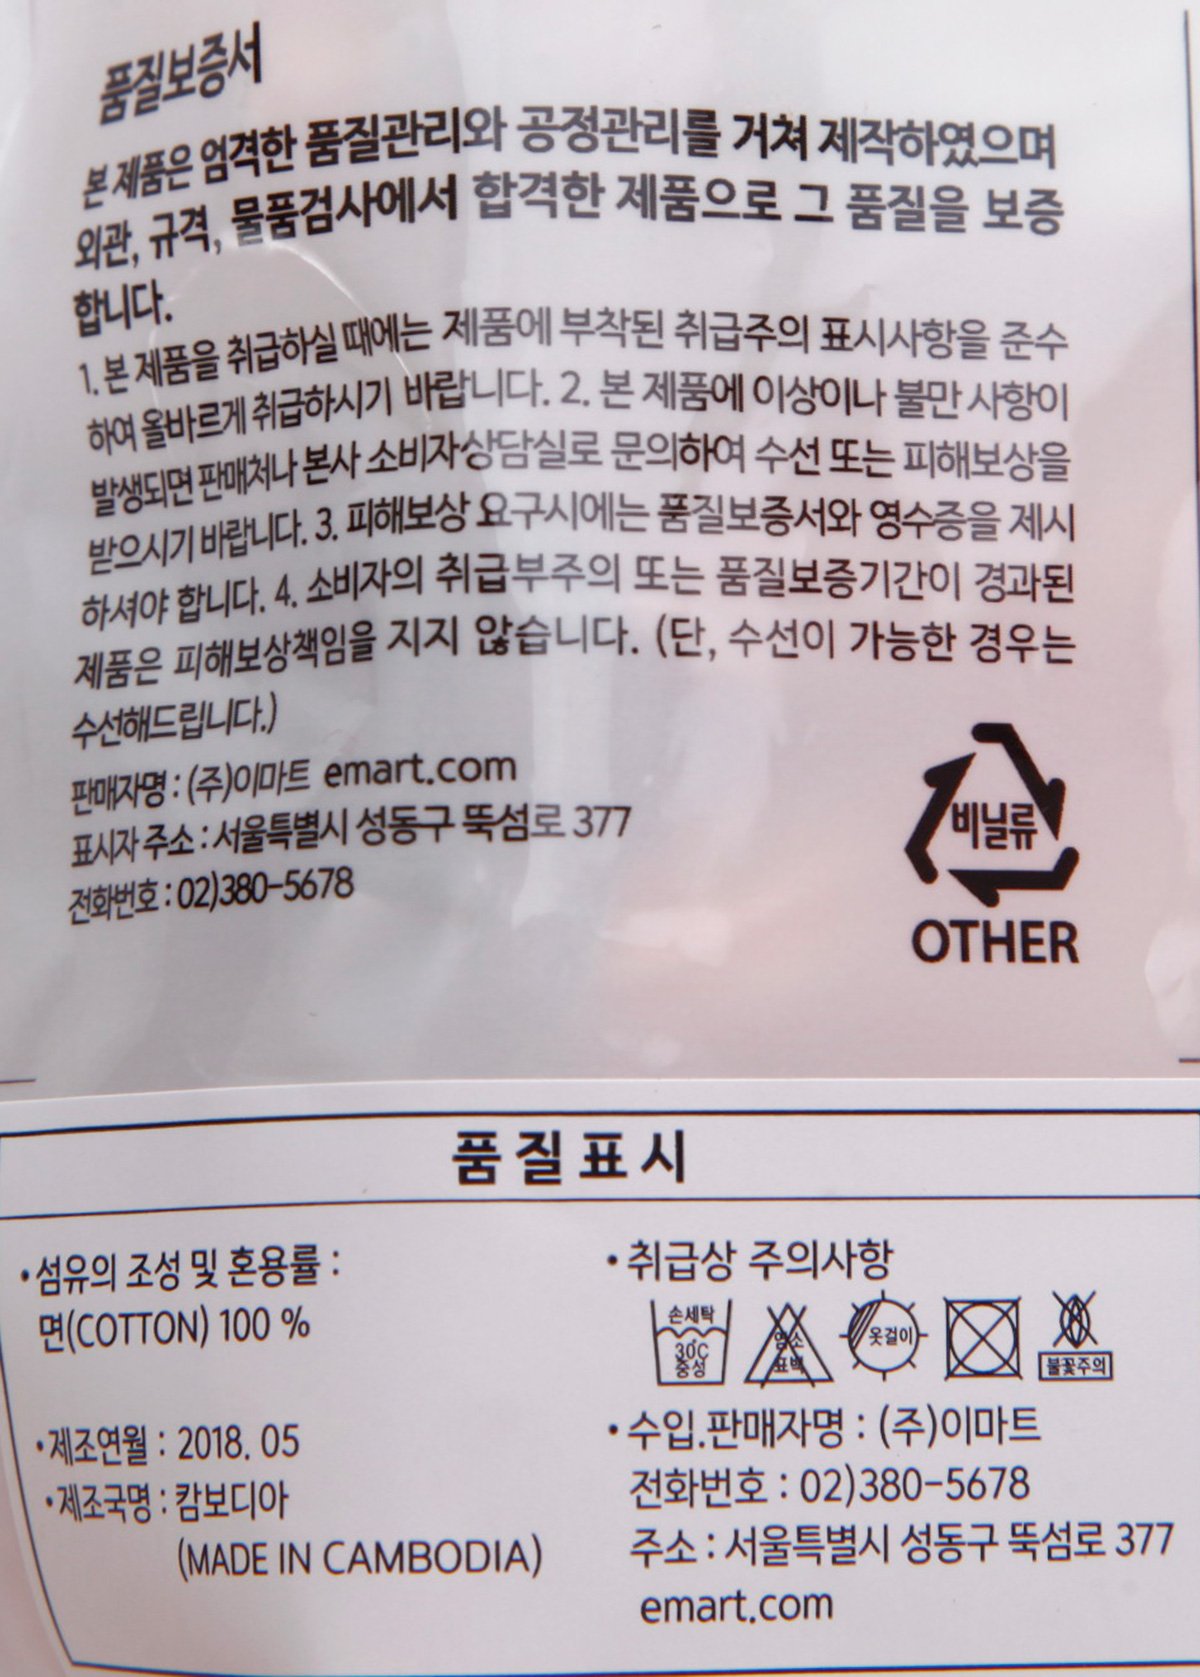 품질보증서
본 제품은 엄격한 품질관리와 공정관리를 거쳐 제작하였으며
외관, 규격, 물품검사에서 합격한 제품으로 그 품질을 보증
합니다.
1. 본 제품을 취급하실 때에는 제품에 부착된 취급주의 표시사항을 준수
하여 올바르게 취급하시기 바랍니다. 2. 본 제품에 이상이나 불만 사항이
발생되면 판매처나 본사 소비자상담실로 문의하여 수선 또는 피해보상을
받으시기 바랍니다. 3. 피해보상 요구시에는 품질보증서와 영수증을 제시
하셔야 합니다. 4. 소비자의 취급부주의 또는 품질보증기간이 경과된
제품은 피해보상책임을 지지 않습니다. (단, 수선이 가능한 경우는
수선해드립니다.)
판매자명 : (주)이마트 emart.com
표시자 주소 : 서울특별시 성동구 뚝섬로 377
전화번호 : 02)380-5678
비닐류
OTHER
품질표시
• 섬유의 조성 및 혼용률 :
면(COTTON) 100 %
• 제조연월 : 2018. 05
• 제조국명 : 캄보디아
(MADE IN CAMBODIA)
• 취급상 주의사항
손세탁
30°C
중성
염소
표백
옷걸이
불꽃주의
• 수입.판매자명 : (주)이마트
전화번호 : 02)380-5678
주소 : 서울특별시 성동구 뚝섬로 377
emart.com